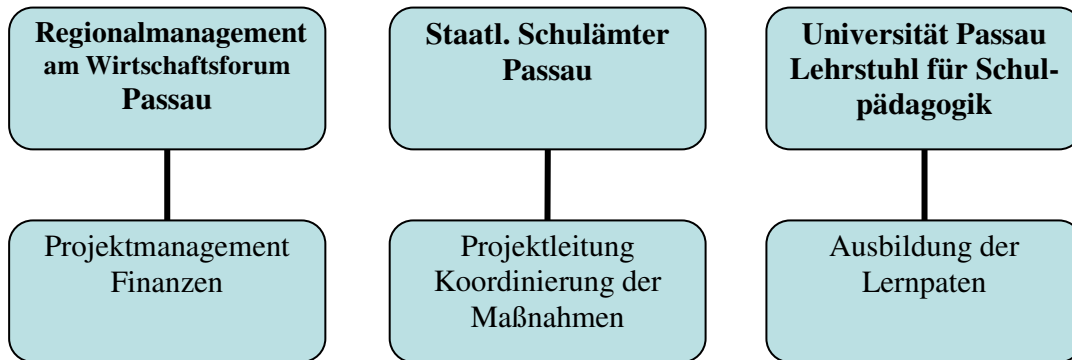 Regionalmanagement
am Wirtschaftsforum
Passau
Staatl. Schulämter
Passau
Universität Passau
Lehrstuhl für Schul-
pädagogik
Projektmanagement
Finanzen
Projektleitung
Koordinierung der
Maßnahmen
Ausbildung der
Lernpaten